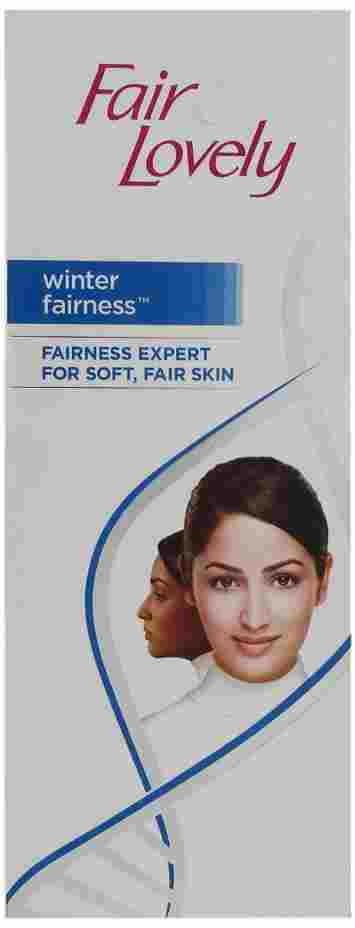 Fair
Lovely
winter
fairness™
FAIRNESS EXPERT
FOR SOFT, FAIR SKIN